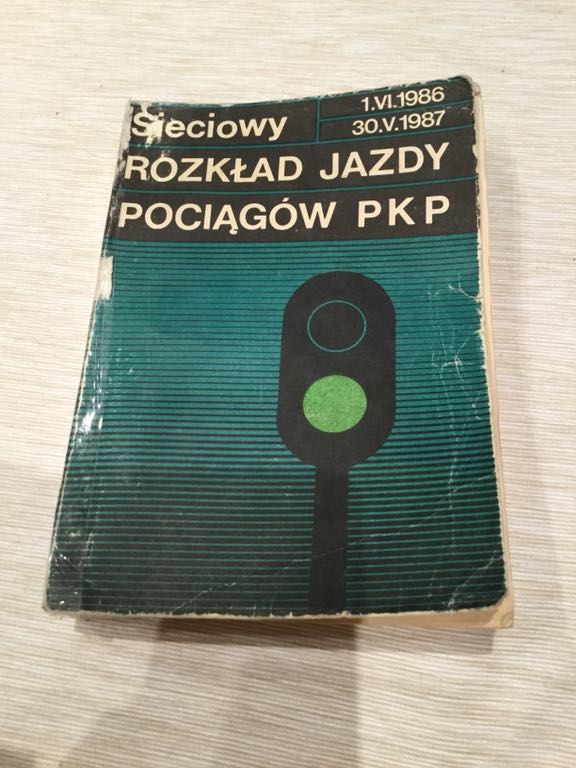 Sieciowy
1.VI.1986
30.V.1987
ROZKŁAD JAZDY
POCIĄGÓW PKP